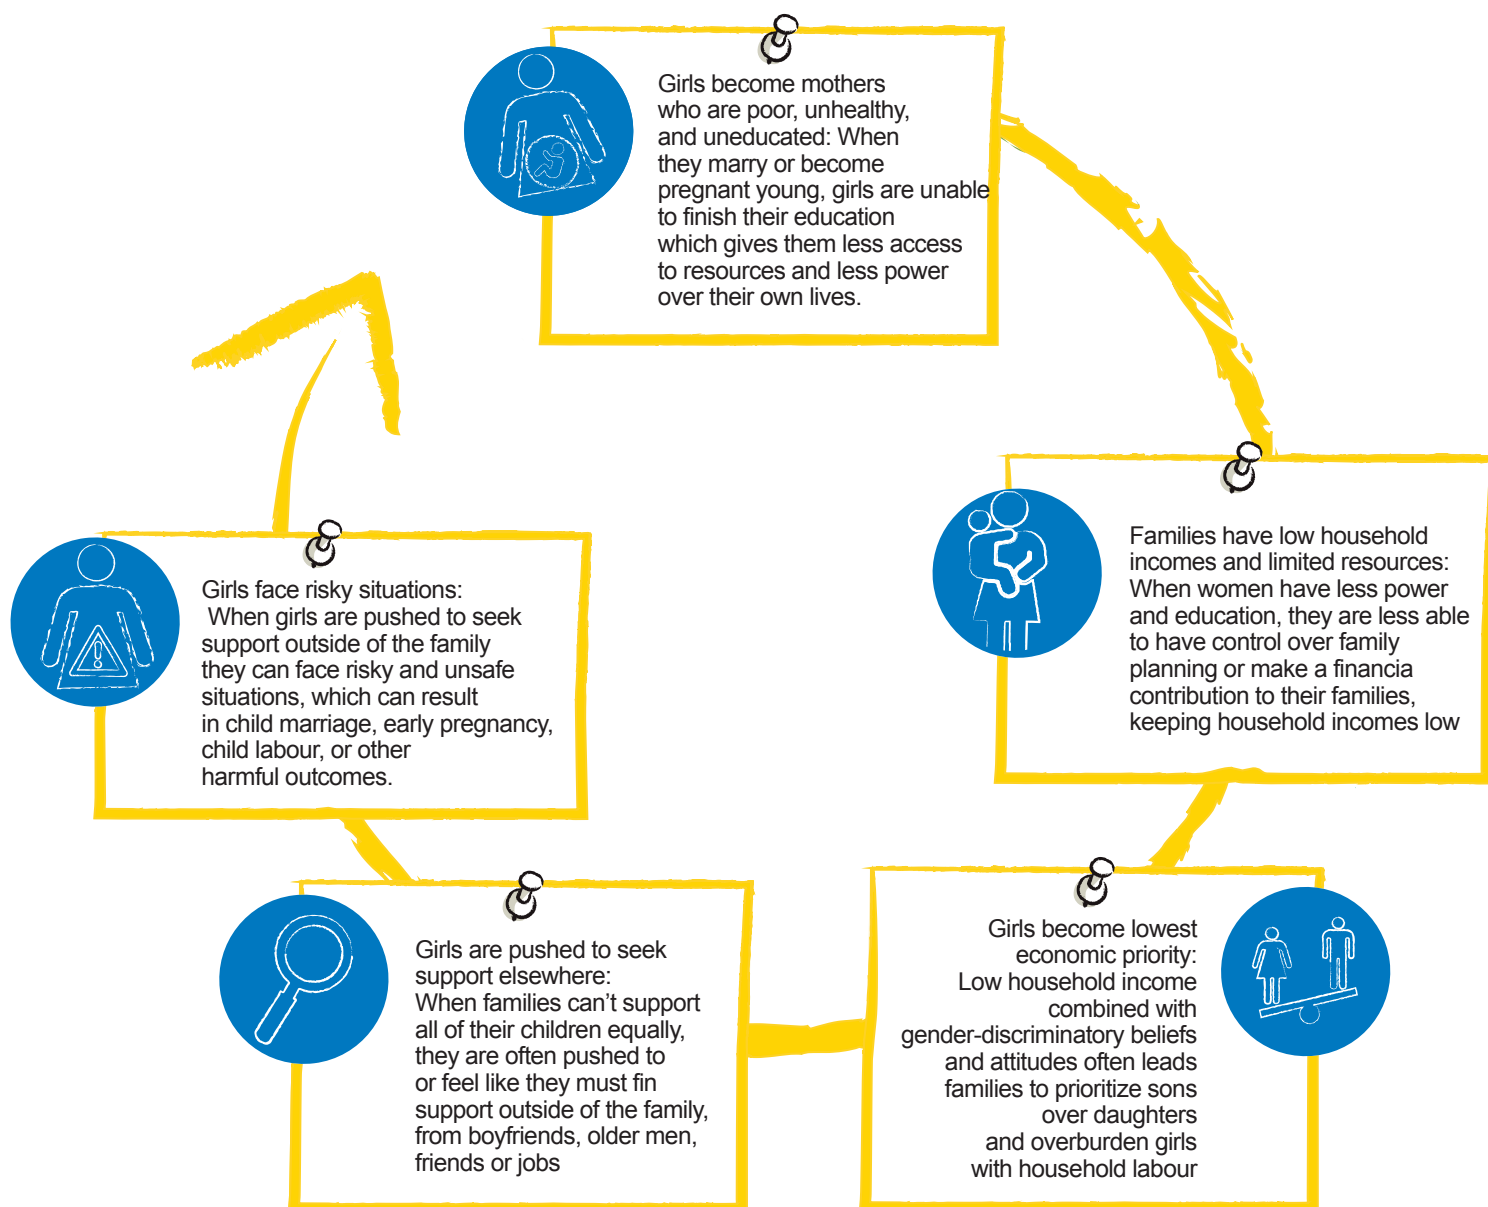 Girls become mothers
who are poor, unhealthy,
and uneducated: When
they marry or become
pregnant young, girls are unable
to finish their education
which gives them less access
to resources and less power
over their own lives.
Families have low household
incomes and limited resources:
When women have less power
and education, they are less able
to have control over family
planning or make a financia
contribution to their families,
keeping household incomes low
Girls become lowest
economic priority:
Low household income
combined with
gender-discriminatory beliefs
and attitudes often leads
families to prioritize sons
over daughters
and overburden girls
with household labour
Girls are pushed to seek
support elsewhere:
When families can’t support
all of their children equally,
they are often pushed to
or feel like they must fin
support outside of the family,
from boyfriends, older men,
friends or jobs
Girls face risky situations:
When girls are pushed to seek
support outside of the family
they can face risky and unsafe
situations, which can result
in child marriage, early pregnancy,
child labour, or other
harmful outcomes.